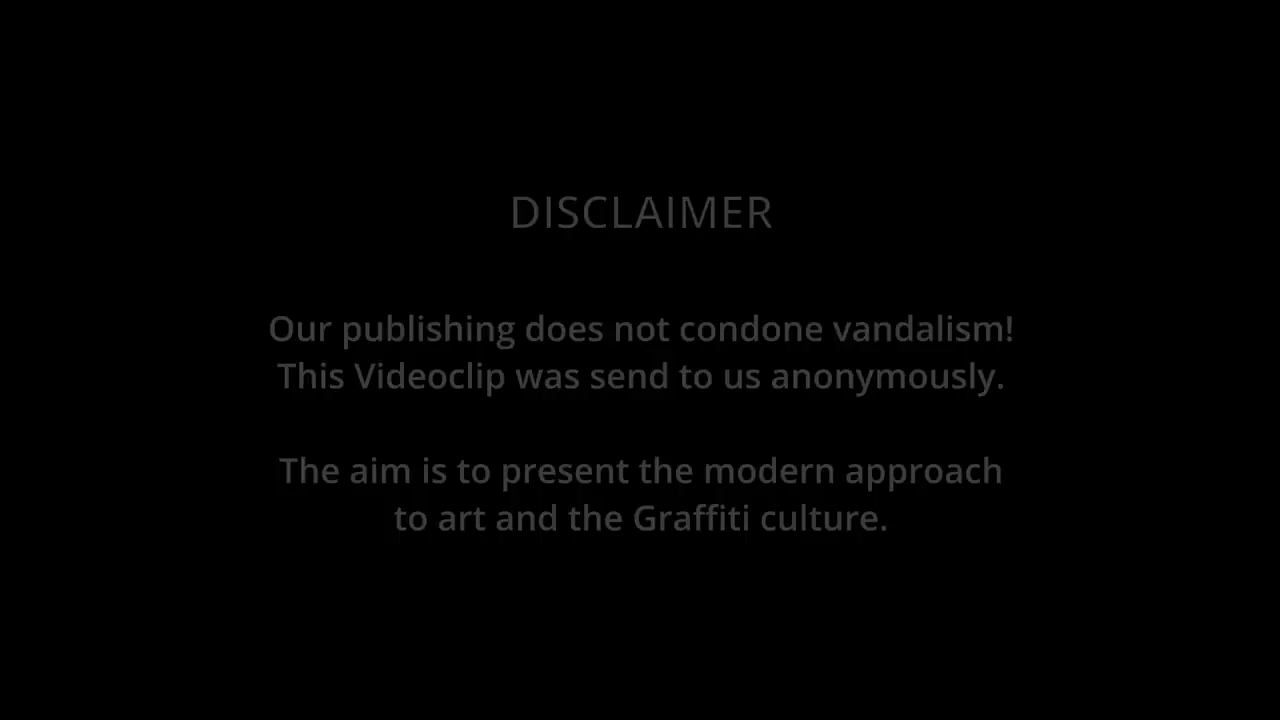 DISCLAIMER
Our publishing does not condone vandalism!
This Videoclip was send to us anonymously.
The aim is to present the modern approach
to art and the Graffiti culture.